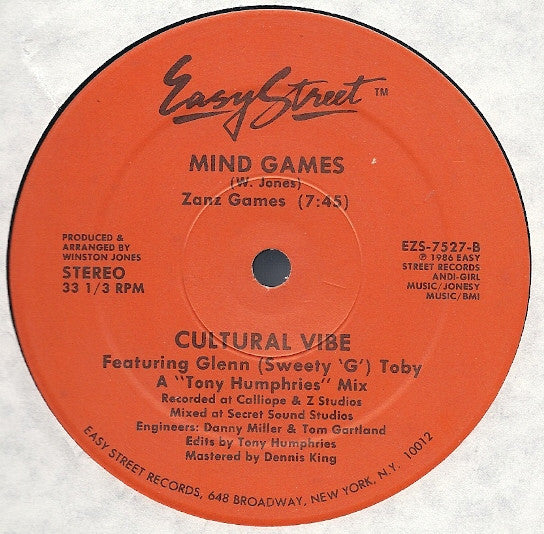 Easy Street ™
MIND GAMES
(W. Jones)
Zanz Games (7:45)
PRODUCED &
ARRANGED BY
WINSTON JONES
STEREO
33 1/3 RPM
EZS-7527-B
℗ 1986 EASY
STREET RECORDS
ANDI-GIRL
MUSIC/JONESY
MUSIC/BMI
CULTURAL VIBE
Featuring Glenn (Sweety 'G') Toby
A "Tony Humphries" Mix
Recorded at Calliope & Z Studios
Mixed at Secret Sound Studios
Engineers: Danny Miller & Tom Gartland
Edits by Tony Humphries
Mastered by Dennis King
EASY STREET RECORDS, 648 BROADWAY, NEW YORK, N.Y. 10012